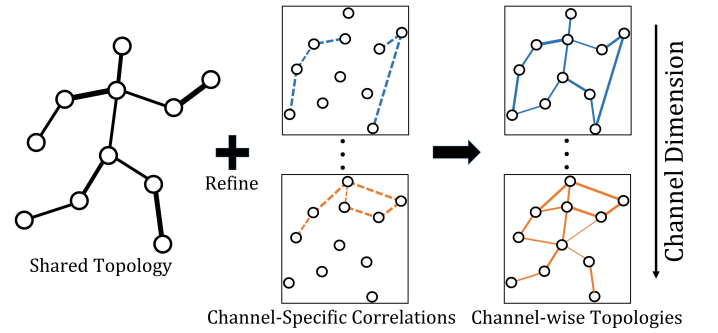 Refine
Shared Topology
Channel-Specific Correlations
Channel-wise Topologies
Channel Dimension